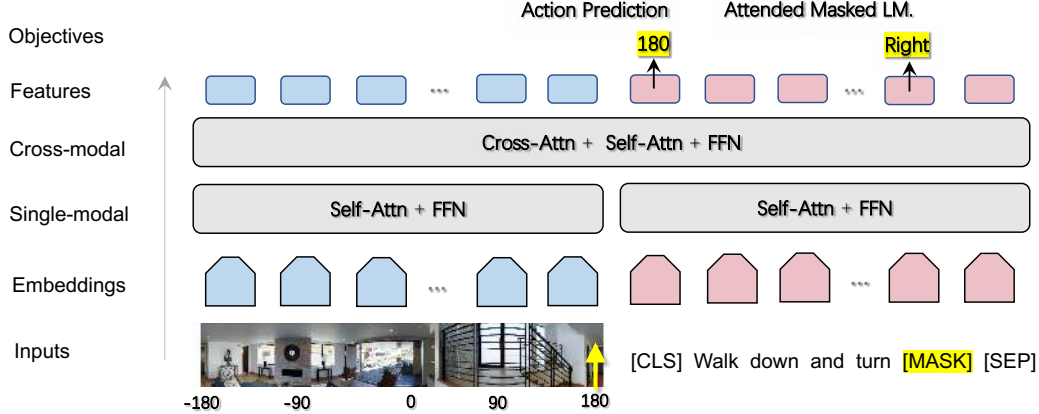 Action Prediction Attended Masked LM.
Objectives 180 Right
Features ... ...
Cross-modal Cross-Attn + Self-Attn + FFN
Single-modal Self-Attn + FFN Self-Attn + FFN
Embeddings ... ...
Inputs [CLS] Walk down and turn [MASK] [SEP]
-180 -90 0 90 180